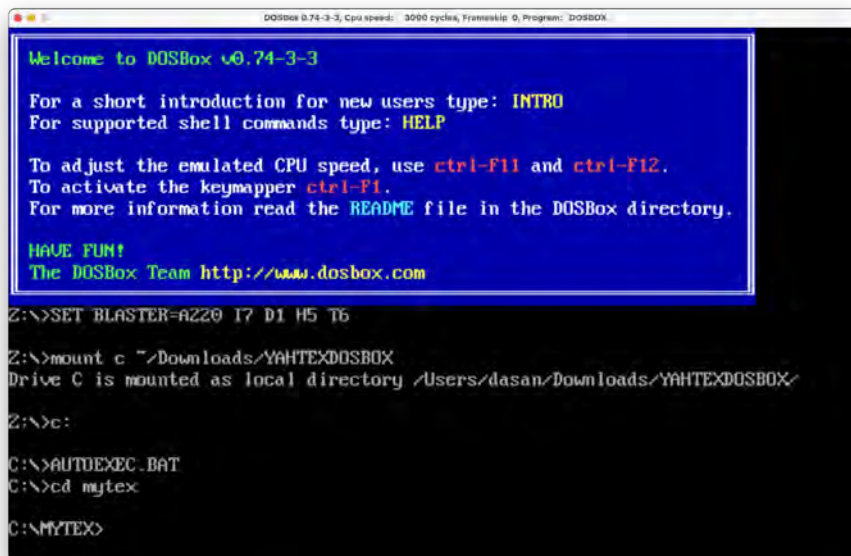 DOSBox 0.74-3-3, Cpu speed: 3000 cycles, Frameskip 0, Program: DOSBOX
Welcome to DOSBox v0.74-3-3
For a short introduction for new users type: INTRO
For supported shell commands type: HELP
To adjust the emulated CPU speed, use ctrl-F11 and ctrl-F12.
To activate the keymapper ctrl-F1.
For more information read the README file in the DOSBox directory.
HAVE FUN!
The DOSBox Team http://www.dosbox.com
Z:\>SET BLASTER=A220 I7 D1 H5 T6
Z:\>mount c ~/Downloads/YAHTEXDOSBOX
Drive C is mounted as local directory /Users/dasan/Downloads/YAHTEXDOSBOX/
Z:\>c:
C:\>AUTOEXEC.BAT
C:\>cd mytex
C:\MYTEX>